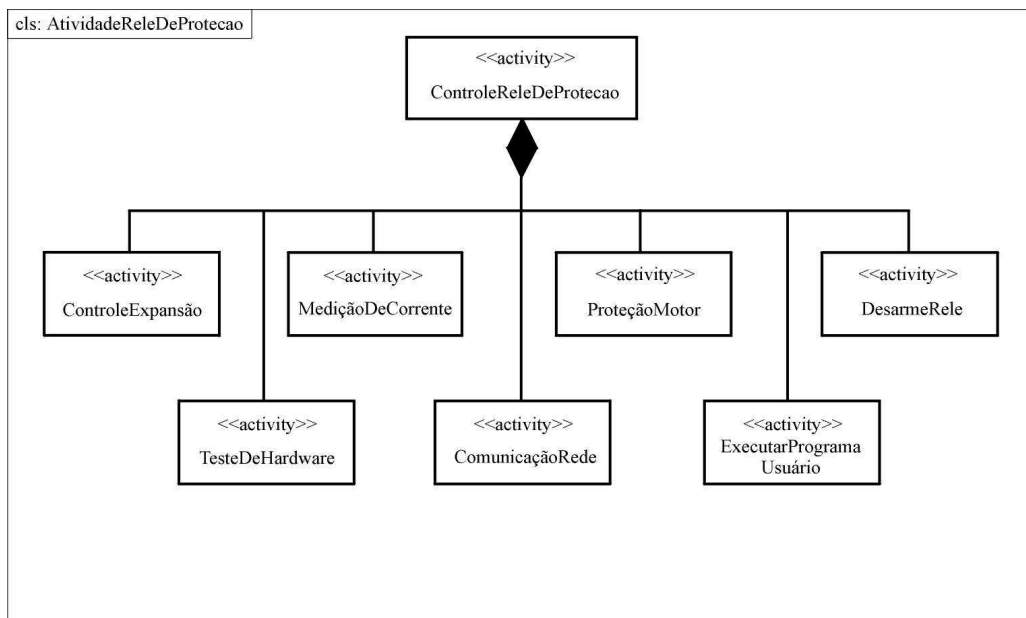 cls: AtividadeReleDeProtecao
<<activity>>
ControleReleDeProtecao
<<activity>>
ControleExpansão
<<activity>>
MediçãoDeCorrente
<<activity>>
ProteçãoMotor
<<activity>>
DesarmeRele
<<activity>>
TesteDeHardware
<<activity>>
ComunicaçãoRede
<<activity>>
ExecutarPrograma
Usuário